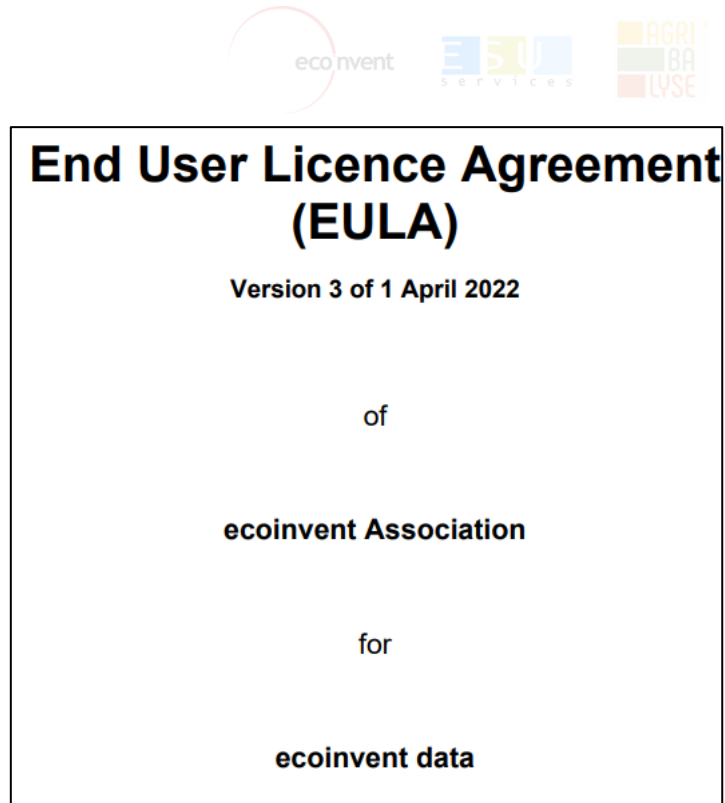 ecoinvent
ESU
services
AGRI
BA
LYSE
End User Licence Agreement
(EULA)
Version 3 of 1 April 2022
of
ecoinvent Association
for
ecoinvent data